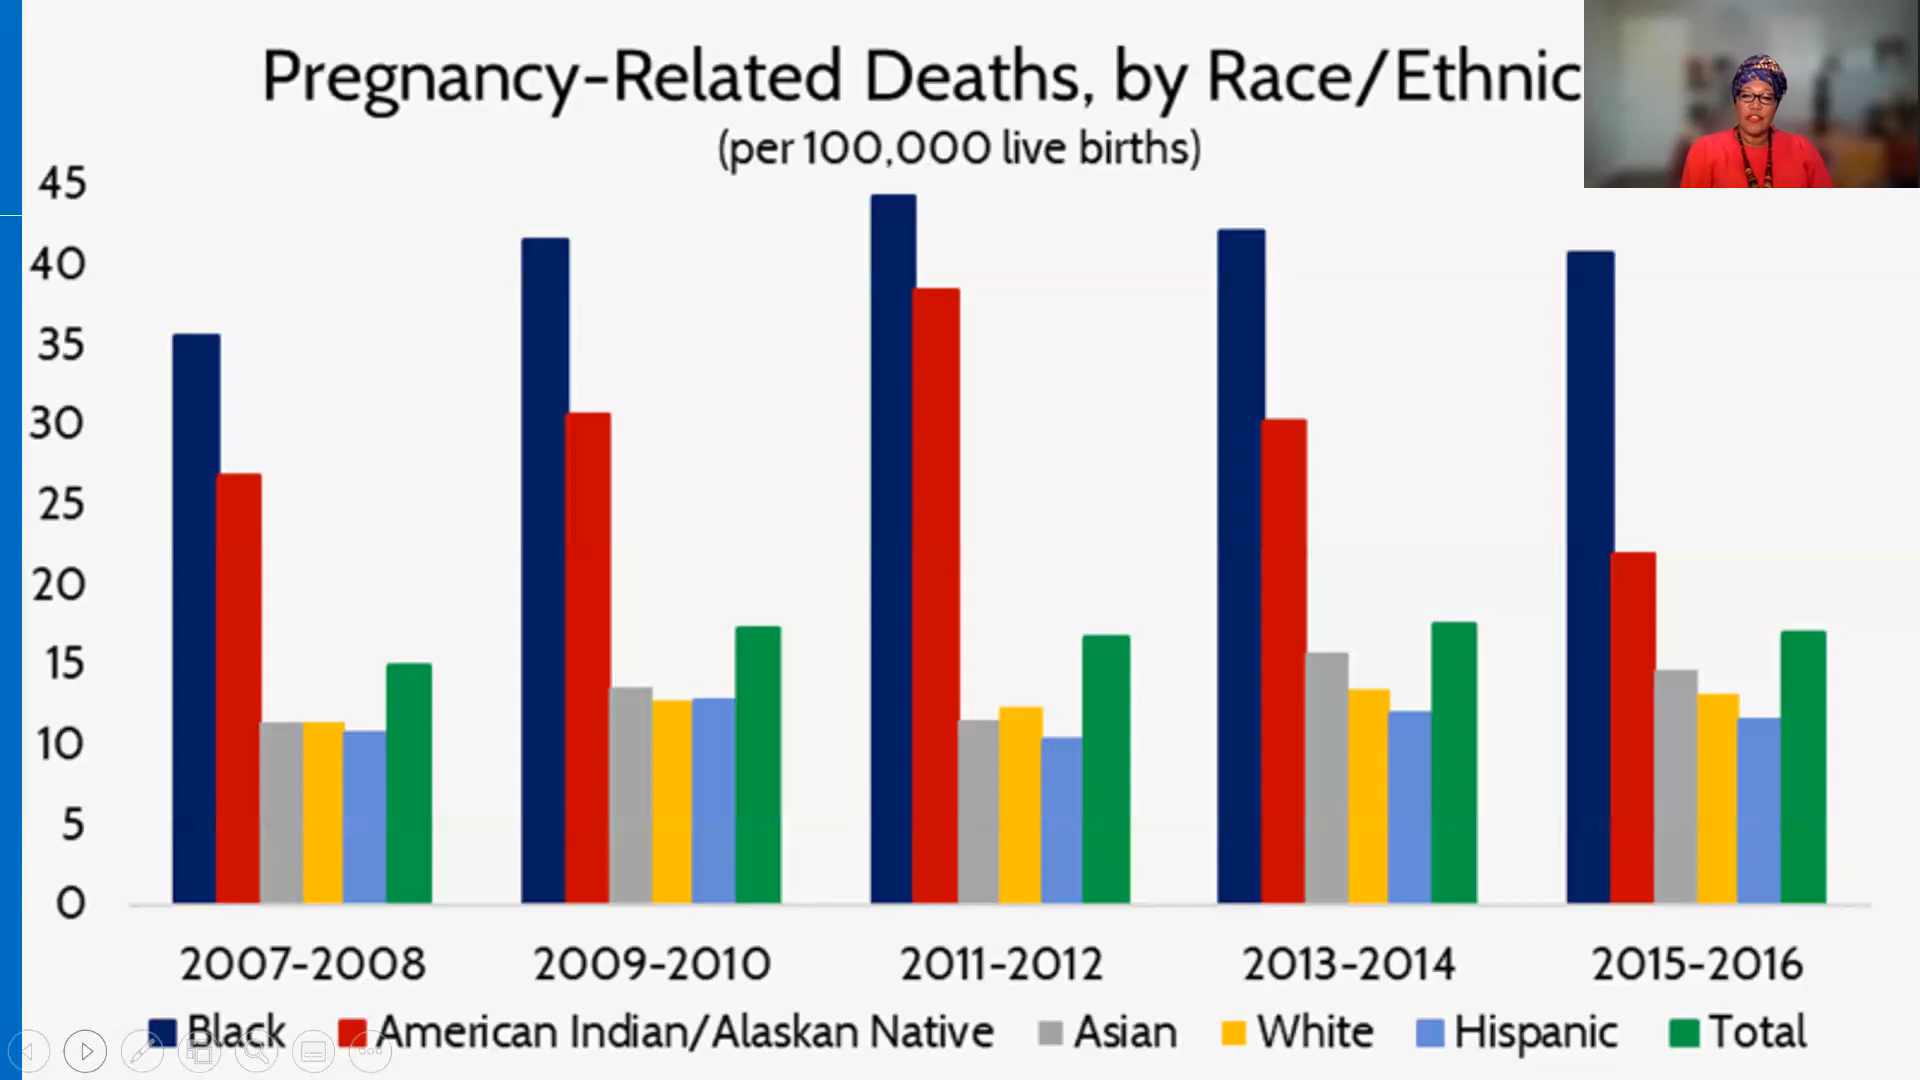 Pregnancy-Related Deaths, by Race/Ethnic
(per 100,000 live births)
45
40
35
30
25
20
15
10
5
0
2007-2008 2009-2010 2011-2012 2013-2014 2015-2016
Black American Indian/Alaskan Native Asian White Hispanic Total